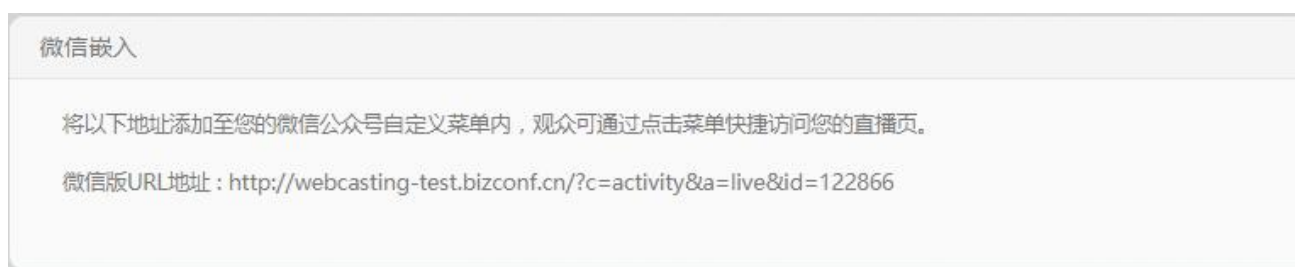 微信嵌入
将以下地址添加至您的微信公众号自定义菜单内，观众可通过点击菜单快捷访问您的直播页。
微信版URL地址：http://webcasting-test.bizconf.cn/?c=activity&a=live&id=122866